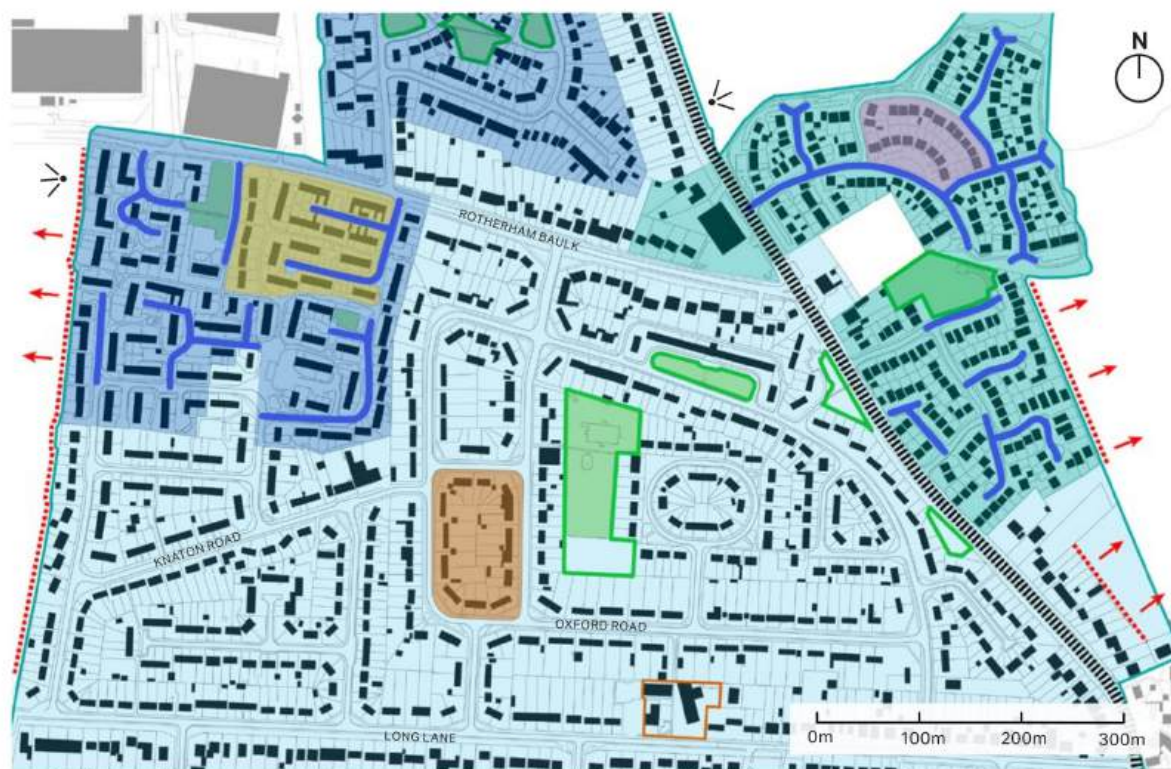 N
ROTHERHAM BAULK
KNATON ROAD
OXFORD ROAD
LONG LANE
0m 100m 200m 300m